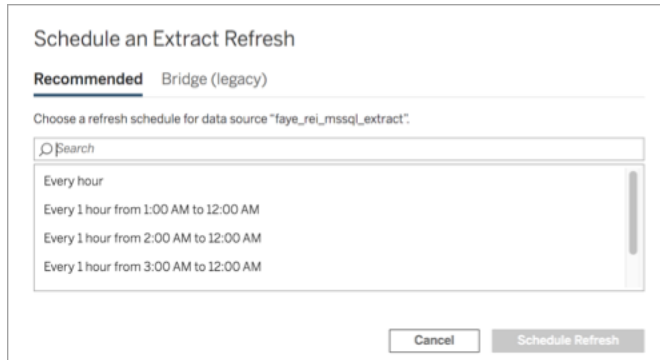 Schedule an Extract Refresh
Recommended Bridge (legacy)
Choose a refresh schedule for data source "faye_rei_mssql_extract".
Search
Every hour
Every 1 hour from 1:00 AM to 12:00 AM
Every 1 hour from 2:00 AM to 12:00 AM
Every 1 hour from 3:00 AM to 12:00 AM
Cancel Schedule Refresh